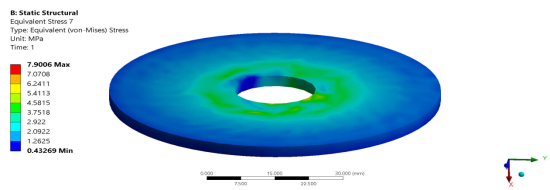 B: Static Structural
Equivalent Stress 7
Type: Equivalent (von-Mises) Stress
Unit: MPa
Time: 1
7.9006 Max
7.0708
6.2411
5.4113
4.5815
3.7518
2.922
2.0922
1.2625
0.43269 Min
0.000 15.000 30.000 (mm)
7.500 22.500
Y
X